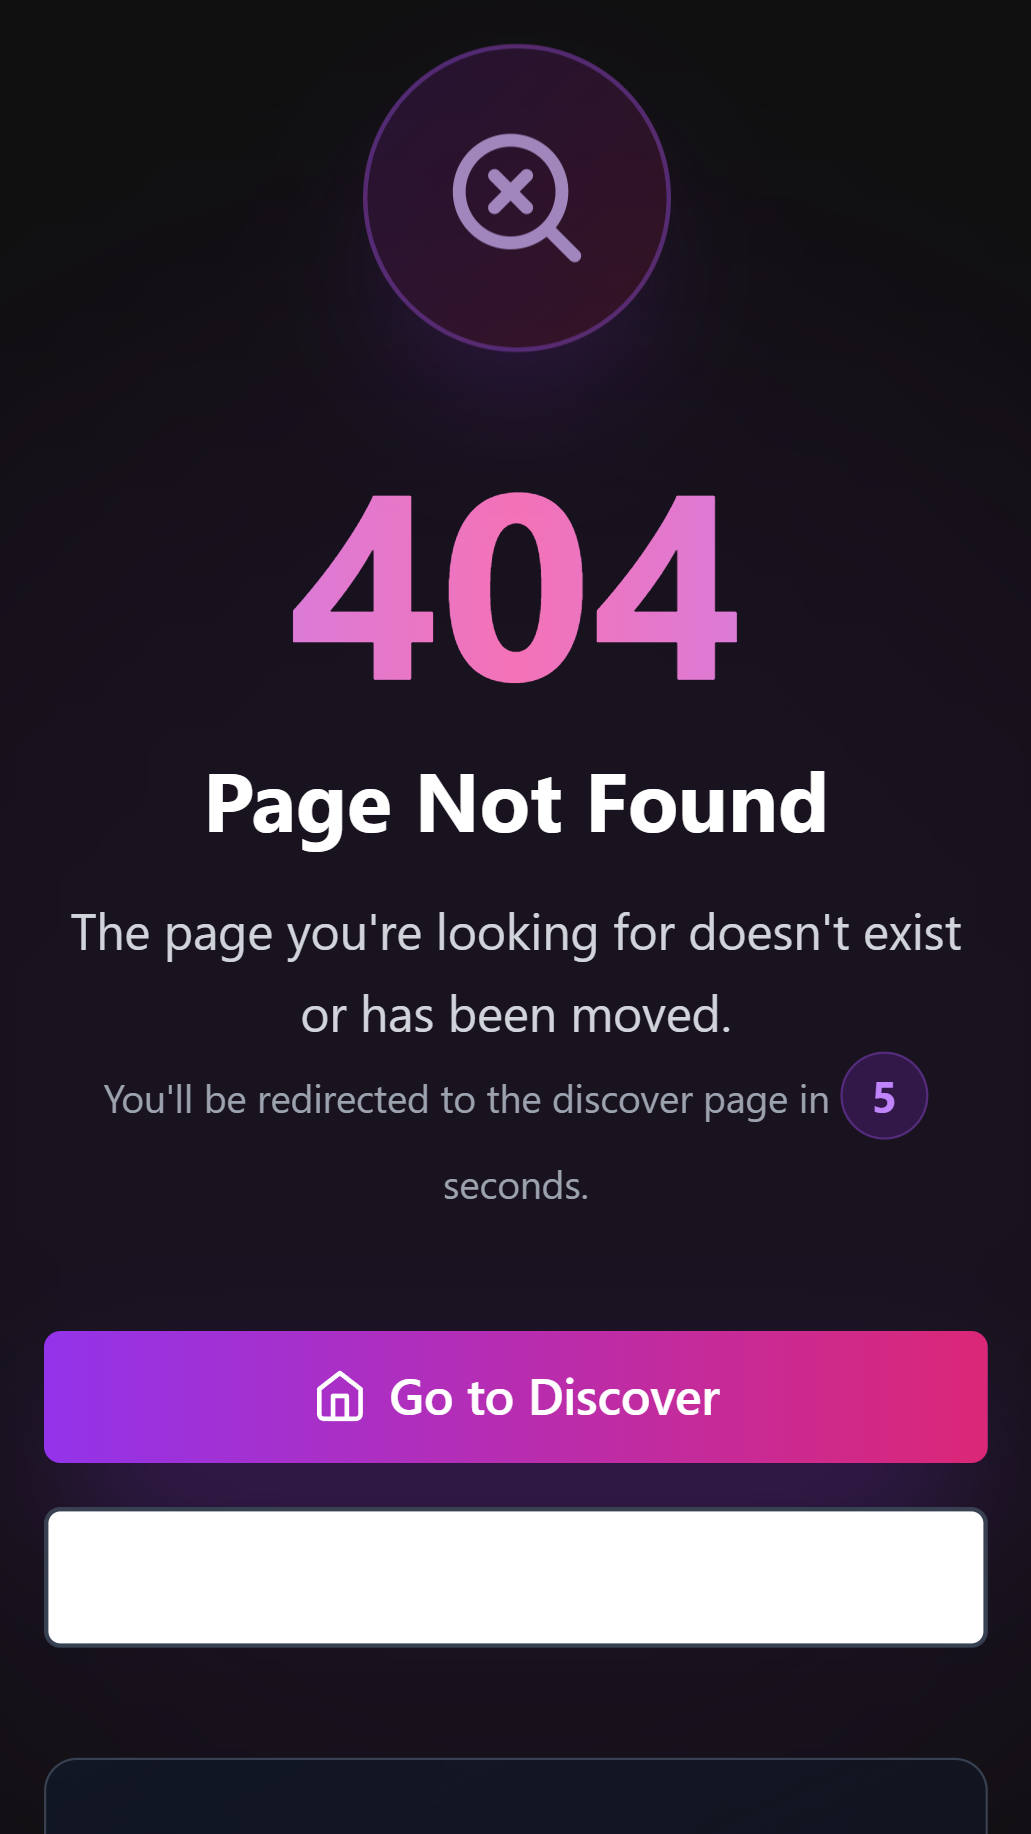 404
Page Not Found
The page you're looking for doesn't exist
or has been moved.
You'll be redirected to the discover page in 5
seconds.
Go to Discover